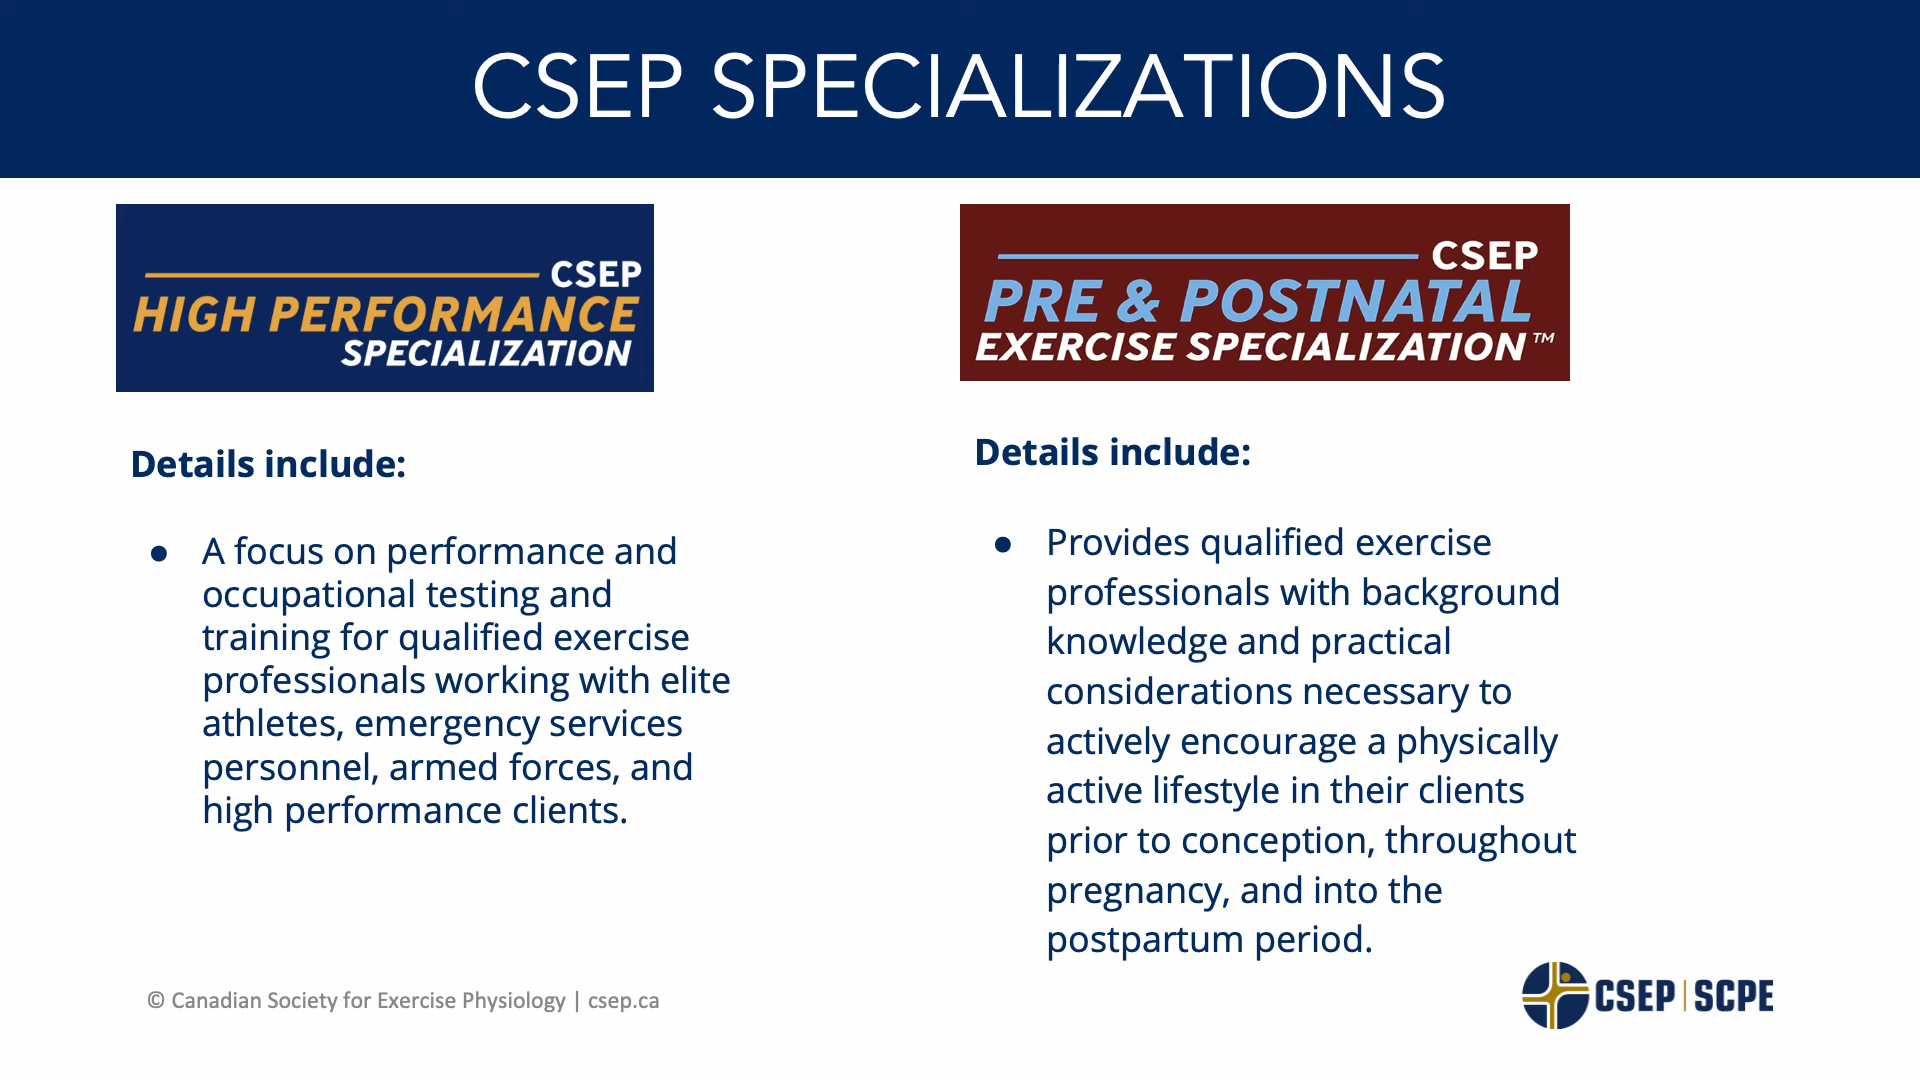 CSEP SPECIALIZATIONS
CSEP
HIGH PERFORMANCE
SPECIALIZATION
Details include:
● A focus on performance and
occupational testing and
training for qualified exercise
professionals working with elite
athletes, emergency services
personnel, armed forces, and
high performance clients.
CSEP
PRE & POSTNATAL
EXERCISE SPECIALIZATION™
Details include:
● Provides qualified exercise
professionals with background
knowledge and practical
considerations necessary to
actively encourage a physically
active lifestyle in their clients
prior to conception, throughout
pregnancy, and into the
postpartum period.
© Canadian Society for Exercise Physiology | csep.ca
CSEP | SCPE